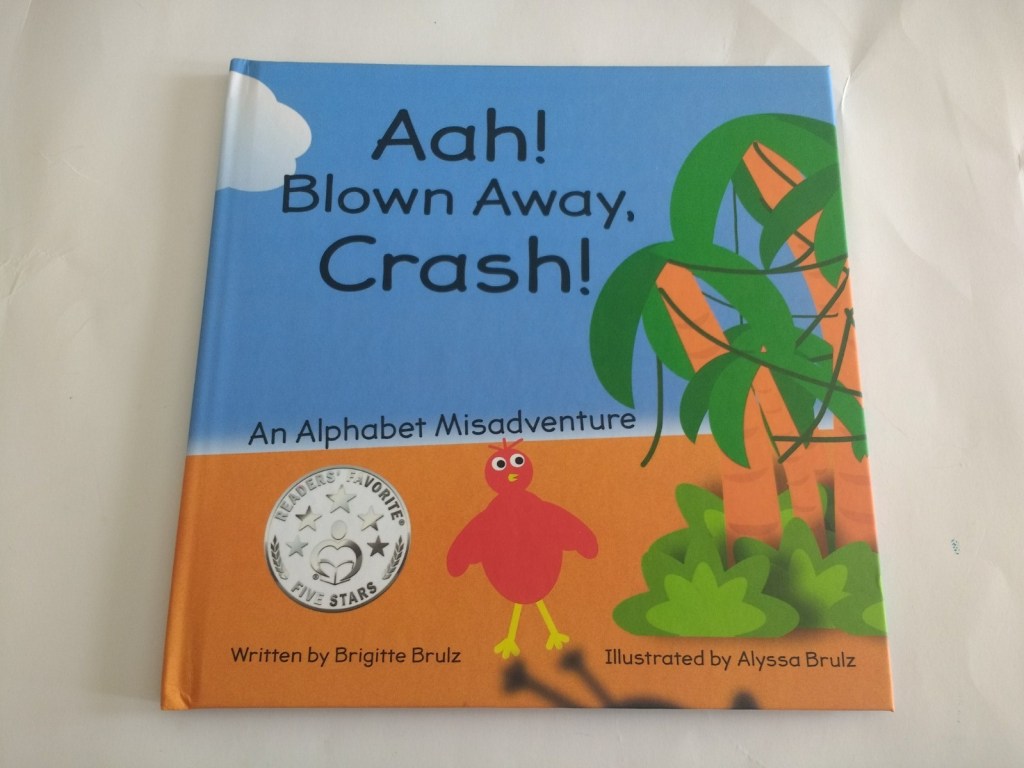 Aah!
Blown Away,
Crash!
An Alphabet Misadventure
READERS' FAVORITE®
®
FIVE STARS
Written by Brigitte Brulz
Illustrated by Alyssa Brulz